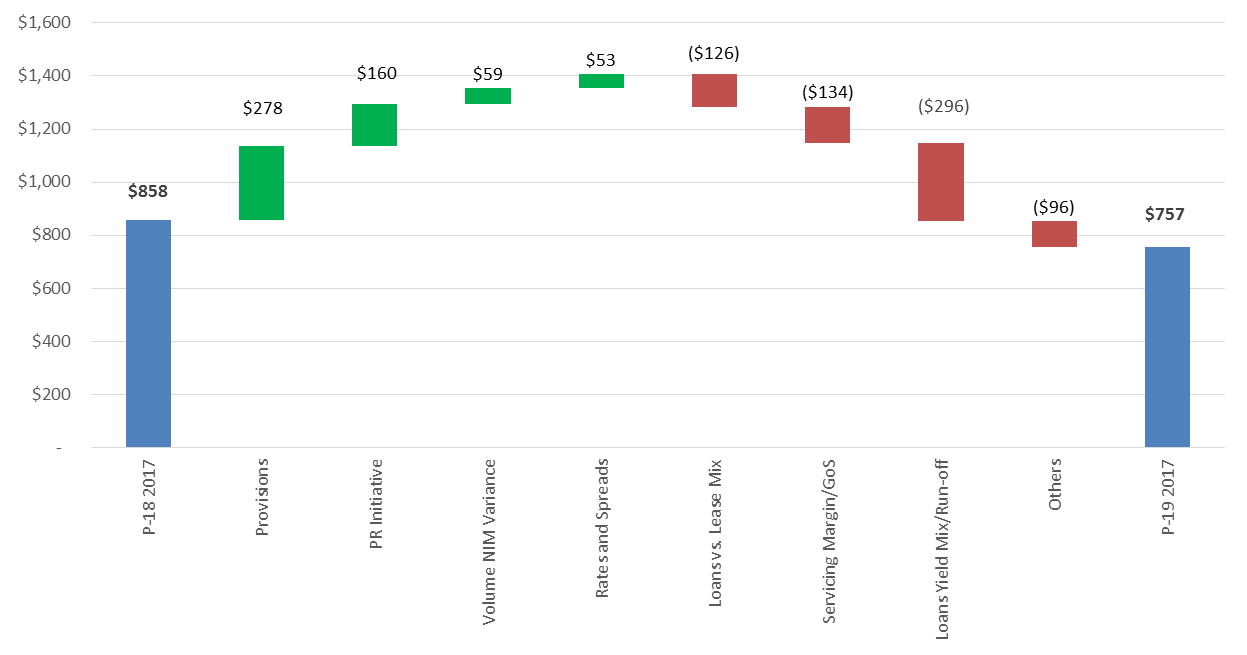 $1,600
$1,400
$1,200
$1,000
$800
$600
$400
$200
-
$858
$278
$160
$59
$53
($126)
($134)
($296)
($96)
$757
P-18 2017
Provisions
PR Initiative
Volume NIM Variance
Rates and Spreads
Loans vs. Lease Mix
Servicing Margin/GoS
Loans Yield Mix/Run-off
Others
P-19 2017